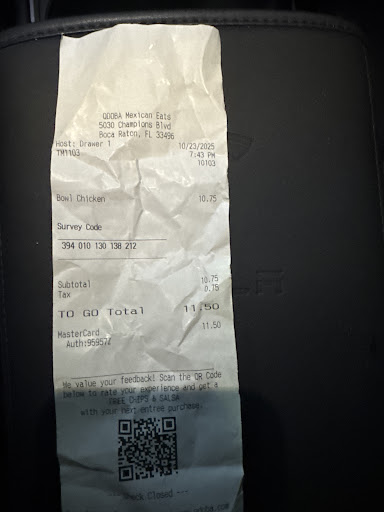 QDOBA Mexican Eats
5030 Champions Blvd
Boca Raton, FL 33496
Host: Drawer 1 10/23/2025
TM1103 7:43 PM
10103
Bowl Chicken 10.75
Survey Code
394 010 130 138 212
Subtotal 10.75
Tax 0.75
TO GO Total 11.50
MasterCard 11.50
We value your feedback! Scan the QR Code
below to rate your experience and get a
FREE CHIPS & SALSA
with your next entree purchase.
--- Check Closed ---